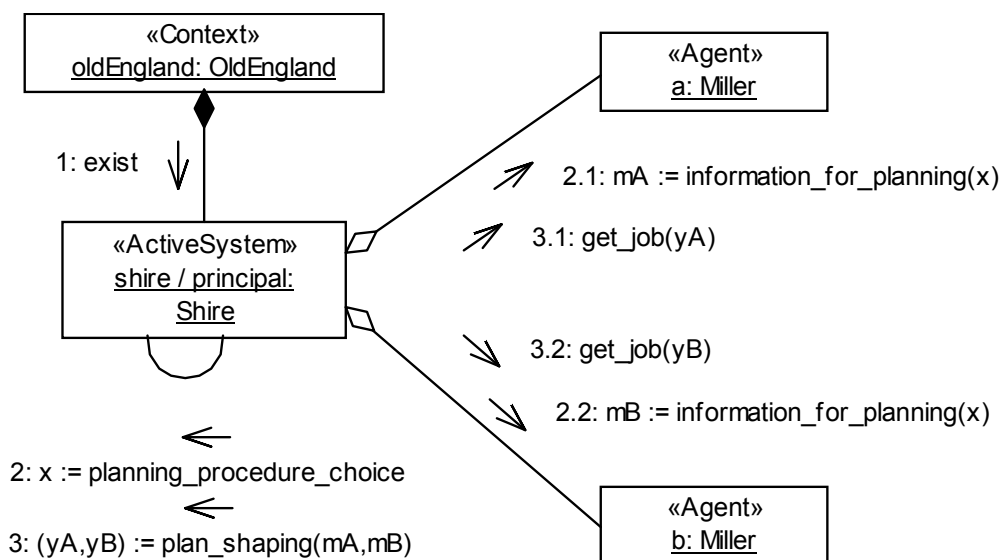 «Context»
oldEngland: OldEngland
«Agent»
a: Miller
1: exist
2.1: mA := information_for_planning(x)
«ActiveSystem»
shire / principal:
Shire
3.1: get_job(yA)
3.2: get_job(yB)
2.2: mB := information_for_planning(x)
2: x := planning_procedure_choice
3: (yA,yB) := plan_shaping(mA,mB)
«Agent»
b: Miller